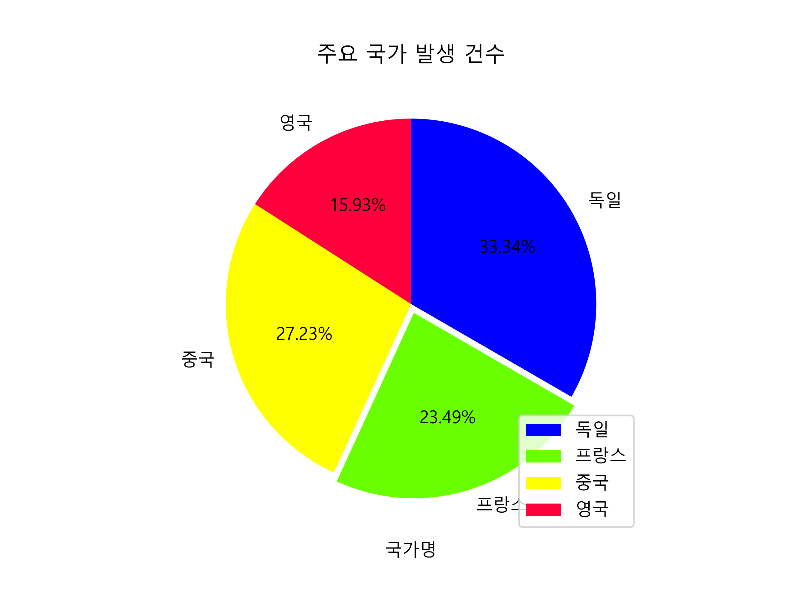 주요 국가 발생 건수
영국
독일
15.93%
33.34%
27.23%
중국
23.49%
프랑스
독일
프랑스
중국
영국
국가명